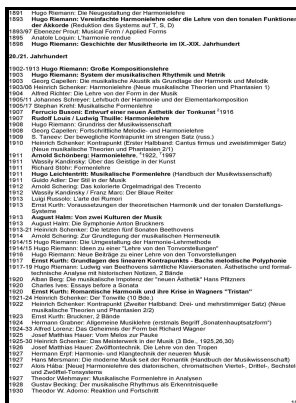 1891 Hugo Riemann: Die Neugestaltung der Harmonielehre
1893 Hugo Riemann: Vereinfachte Harmonielehre oder die Lehre von den tonalen Funktionen
der Akkorde (Reduktion des Systems auf T, S, D)
1893/97 Ebenezer Prout: Musical Form / Applied Forms
1895 Anatole Loquin: L'harmonie rendue
1898 Hugo Riemann: Geschichte der Musiktheorie im IX.-XIX. Jahrhundert
20./21. Jahrhundert
1902-1913 Hugo Riemann: Große Kompositionslehre
1903 Hugo Riemann: System der musikalischen Rhythmik und Metrik
1903 Georg Capellen: Die musikalische Akustik als Grundlage der Harmonik und Melodik
1903/06 Heinrich Schenker: Harmonielehre (Neue musikalische Theorien und Phantasien 1)
1904 Alfred Richter: Die Lehre von der Form in der Musik
1905/11 Johannes Schreyer: Lehrbuch der Harmonie und der Elementarkomposition
1905/17 Stephan Krehl: Musikalische Formenlehre
1907 Ferruccio Busoni: Entwurf einer neuen Ästhetik der Tonkunst ²1916
1907 Rudolf Louis / Ludwig Thuille: Harmonielehre
1908 Hugo Riemann: Grundriss der Musikwissenschaft
1908 Georg Capellen: Fortschrittliche Melodie- und Harmonielehre
1909 S. Taneev: Der bewegliche Kontrapunkt im strengen Satz (russ.)
1910 Heinrich Schenker: Kontrapunkt (Erster Halbband: Cantus firmus und zweistimmiger Satz)
(Neue musikalische Theorien und Phantasien 2/1)
1911 Arnold Schönberg: Harmonielehre, ³1922, ⁷1997
1911 Wassily Kandinsky: Über das Geistige in der Kunst
1911 Richard Stöhr: Formenlehre
1911 Hugo Leichtentritt: Musikalische Formenlehre (Handbuch der Musikwissenschaft)
1911 Guido Adler: Der Stil in der Musik
1912 Arnold Schering: Das kolorierte Orgelmadrigal des Trecento
1912 Wassily Kandinsky / Franz Marc: Der Blaue Reiter
1913 Luigi Russolo: L'arte dei Rumori
1913 Ernst Kurth: Voraussetzungen der theoretischen Harmonik und der tonalen Darstellungs-
Systeme
1913 August Halm: Von zwei Kulturen der Musik
1913 August Halm: Die Symphonie Anton Bruckners
1913-21 Heinrich Schenker: Die letzten fünf Sonaten Beethovens
1914 Arnold Schering: Zur Grundlegung der musikalischen Hermeneutik
1914/15 Hugo Riemann: Die Umgestaltung der Harmonie-Lehrmethode
1914/15 Hugo Riemann: Ideen zu einer "Lehre von den Tonvorstellungen"
1916 Hugo Riemann: Neue Beiträge zu einer Lehre von den Tonvorstellungen
1917 Ernst Kurth: Grundlagen des linearen Kontrapunkts - Bachs melodische Polyphonie
1917-19 Hugo Riemann: Ludwig van Beethovens sämtliche Klaviersonaten. Ästhetische und formal-
technische Analyse mit historischen Notizen, 2 Bände
1920 Alban Berg: Die musikalische Impotenz der "neuen Ästhetik" Hans Pfitzners
1920 Charles Ives: Essays before a Sonata
1920 Ernst Kurth: Romantische Harmonik und ihre Krise in Wagners "Tristan"
1921-24 Heinrich Schenker: Der Tonwille (10 Bde.)
1922 Heinrich Schenker: Kontrapunkt (Zweiter Halbband: Drei- und mehrstimmiger Satz) (Neue
musikalische Theorien und Phantasien 2/2)
1923 Ernst Kurth: Bruckner, 2 Bände
1924 Hermann Grabner: Allgemeine Musiklehre (erstmals Begriff „Sonatenhauptsatzform")
1924-33 Alfred Lorenz: Das Geheimnis der Form bei Richard Wagner
1925 Josef Matthias Hauer: Vom Melos zur Pauke
1925-30 Heinrich Schenker: Das Meisterwerk in der Musik (3 Bde., 1925,26,30)
1926 Josef Matthias Hauer: Zwölftontechnik. Die Lehre von den Tropen
1927 Hermann Erpf: Harmonie- und Klangtechnik der neueren Musik
1927 Hans Mersmann: Die moderne Musik seit der Romantik (Handbuch der Musikwissenschaft)
1927 Alois Hába: [Neue] Harmonielehre des diatonischen, chromatischen Viertel-, Drittel-, Sechstel-
und Zwölftel-Tonsystems
1927 Theodor Wiehmayer: Musikalische Formenlehre in Analysen
1928 Gustav Becking: Der musikalische Rhythmus als Erkenntnisquelle
1930 Theodor W. Adorno: Reaktion und Fortschritt